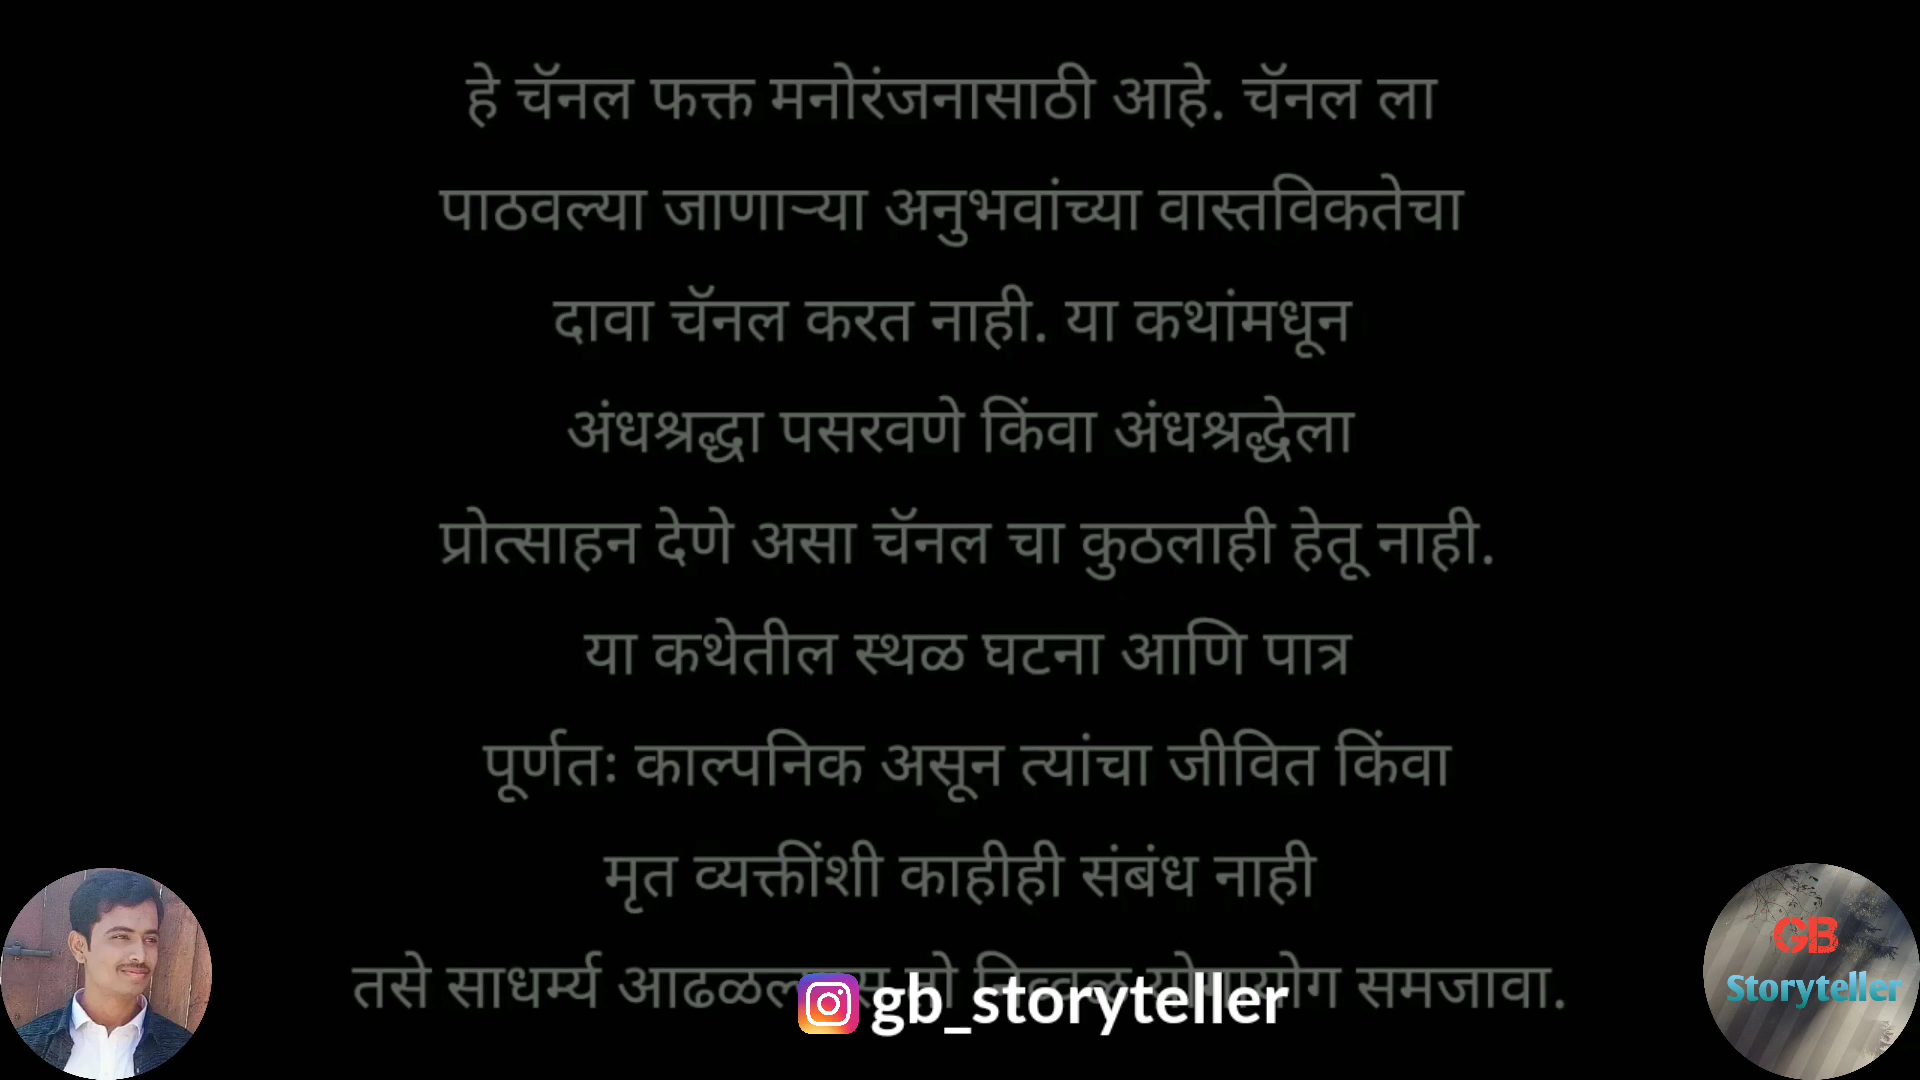 हे चॅनल फक्त मनोरंजनासाठी आहे. चॅनल ला
पाठवल्या जाणाऱ्या अनुभवांच्या वास्तविकतेचा
दावा चॅनल करत नाही. या कथांमधून
अंधश्रद्धा पसरवणे किंवा अंधश्रद्धेला
प्रोत्साहन देणे असा चॅनल चा कुठलाही हेतू नाही.
या कथेतील स्थळ घटना आणि पात्र
पूर्णतः काल्पनिक असून त्यांचा जीवित किंवा
मृत व्यक्तींशी काहीही संबंध नाही
तसे साधर्म्य समजावा.
gb_storyteller
GB
Storyteller